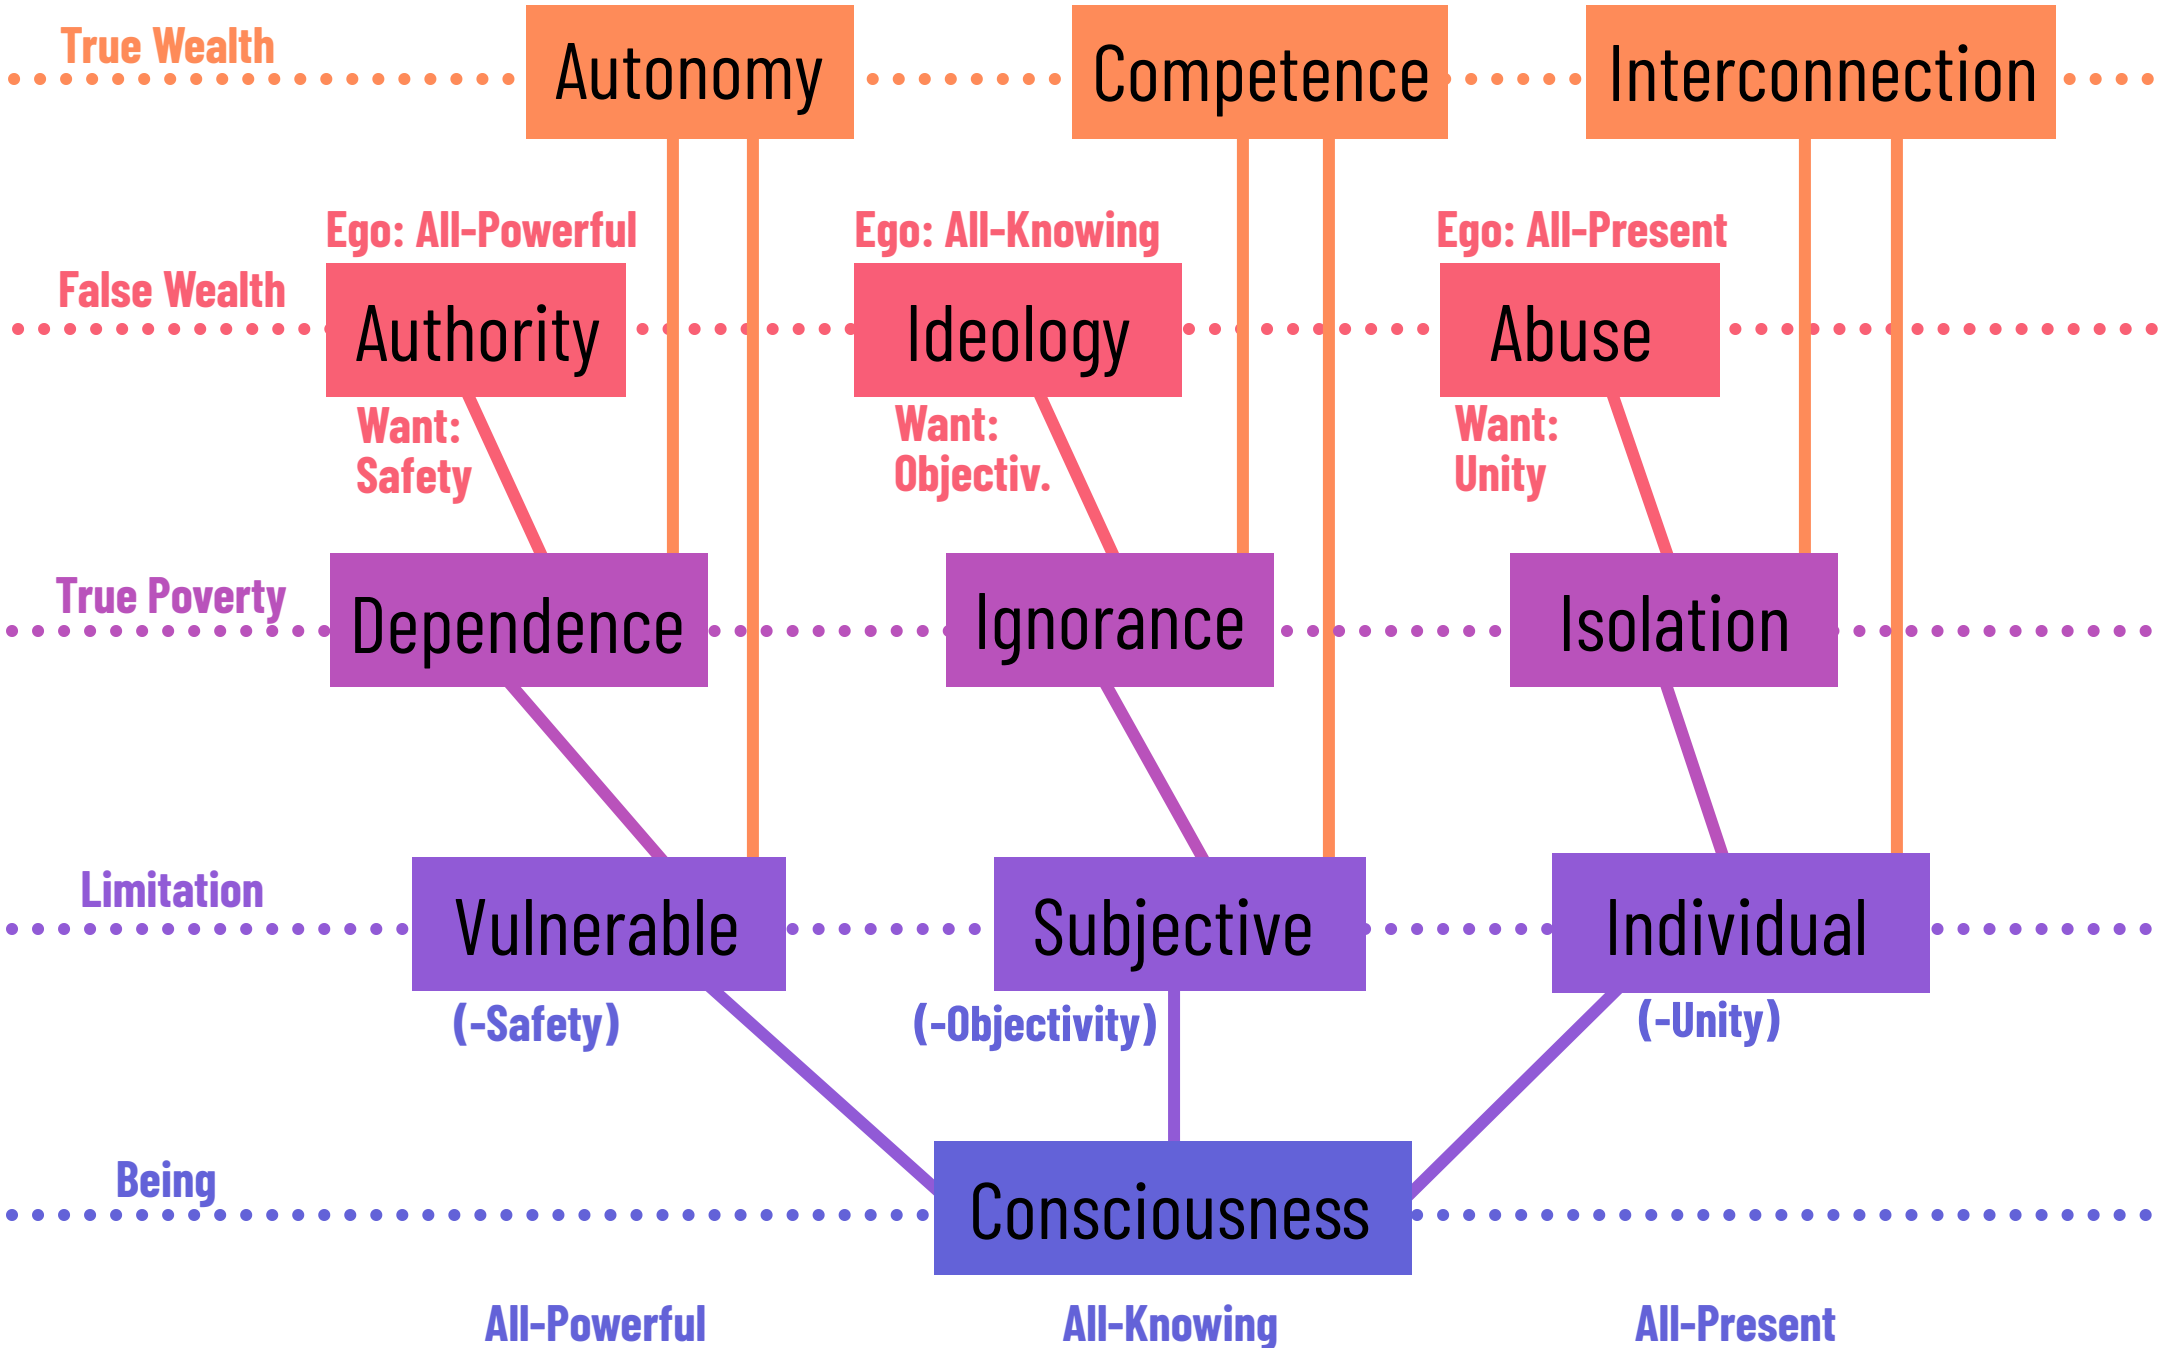 True Wealth
Autonomy
Competence
Interconnection
Ego: All-Powerful
Ego: All-Knowing
Ego: All-Present
False Wealth
Authority
Ideology
Abuse
Want:
Safety
Want:
Objectiv.
Want:
Unity
True Poverty
Dependence
Ignorance
Isolation
Limitation
Vulnerable
Subjective
Individual
(-Safety)
(-Objectivity)
(-Unity)
Being
Consciousness
All-Powerful
All-Knowing
All-Present